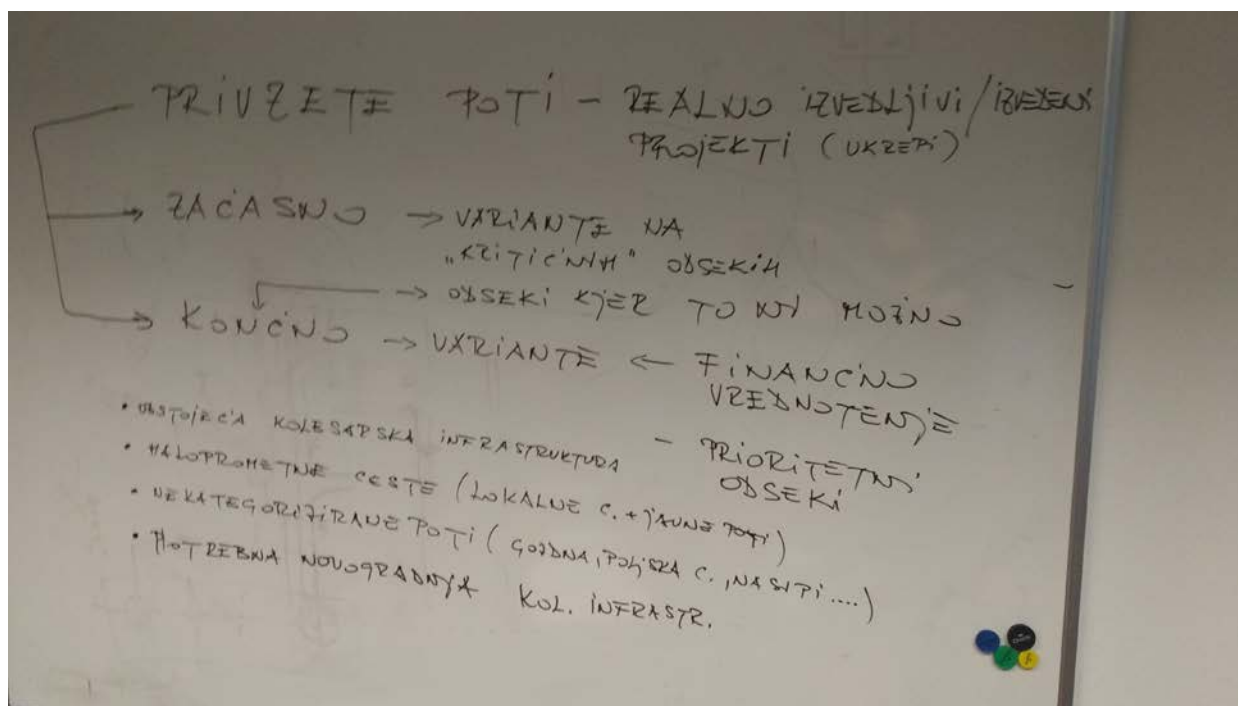 PRIVZETE POTI - REALNO IZVEDLJIVI/IZVEDENI
PROJEKTI (UKREPI)
ZAČASNO → VARIANTE NA
"KRITIČNIH" ODSEKIH
→ ODSEKI KJER TO NI MOŽNO
KONČNO → VARIANTE ← FINANČNO
VREDNOTENJE
- PRIORITETNI
ODSEKI
• OBSTOJEČA KOLESARSKA INFRASTRUKTURA
• MALOPROMETNE CESTE (LOKALNE C. + JAVNE POTI)
• NEKATEGORIZIRANE POTI (GOZDNA, POLJSKA C., NASIPI....)
• POTREBNA NOVOGRADNJA KOL. INFRASTR.